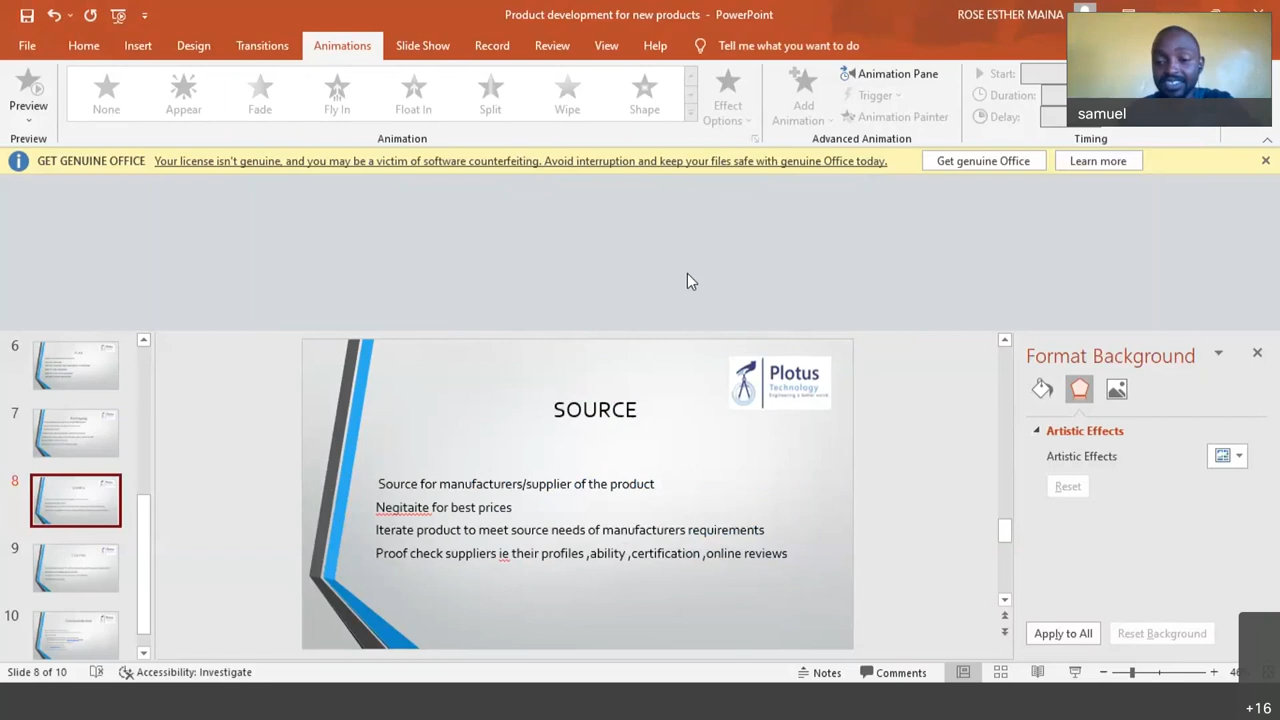 Product development for new products - PowerPoint
ROSE ESTHER MAINA
File Home Insert Design Transitions Animations Slide Show Record Review View Help Tell me what you want to do
Preview
None
Appear
Fade
Fly In
Float In
Split
Wipe
Shape
Effect
Options
Add
Animation
Animation Pane
Trigger
Animation Painter
Start:
Duration:
Delay:
samuel
Preview
Animation
Advanced Animation
Timing
GET GENUINE OFFICE Your license isn't genuine, and you may be a victim of software counterfeiting. Avoid interruption and keep your files safe with genuine Office today.
Get genuine Office
Learn more
6
7
8
9
10
Plotus
Technology
Engineering a better world
SOURCE
Source for manufacturers/supplier of the product
Negitaite for best prices
Iterate product to meet source needs of manufacturers requirements
Proof check suppliers ie their profiles ,ability ,certification ,online reviews
Format Background
Artistic Effects
Artistic Effects
Reset
Apply to All
Reset Background
Slide 8 of 10
Accessibility: Investigate
Notes
Comments
+16